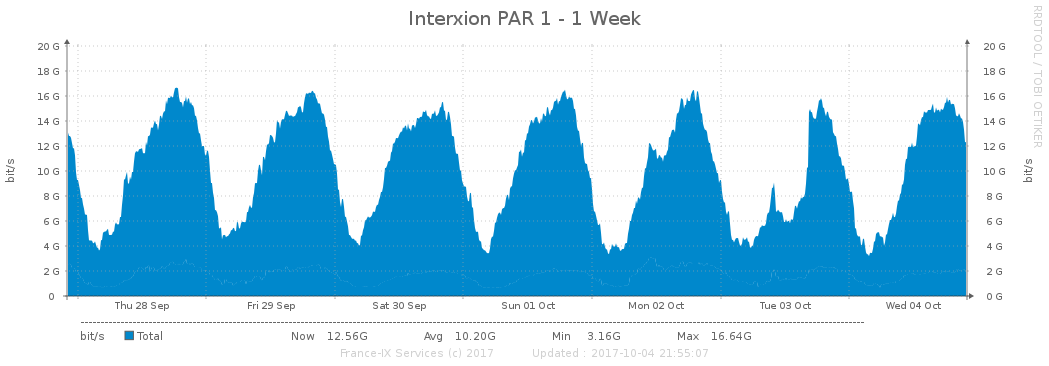 Interxion PAR 1 - 1 Week
RRDTOOL / TOBI OETIKER
20 G 20 G
18 G 18 G
16 G 16 G
14 G 14 G
12 G 12 G
10 G 10 G
8 G 8 G
6 G 6 G
4 G 4 G
2 G 2 G
0 0 G
bit/s
bit/s
Thu 28 Sep Fri 29 Sep Sat 30 Sep Sun 01 Oct Mon 02 Oct Tue 03 Oct Wed 04 Oct
bit/s Total Now 12.56G Avg 10.20G Min 3.16G Max 16.64G
France-IX Services (c) 2017 Updated : 2017-10-04 21:55:07